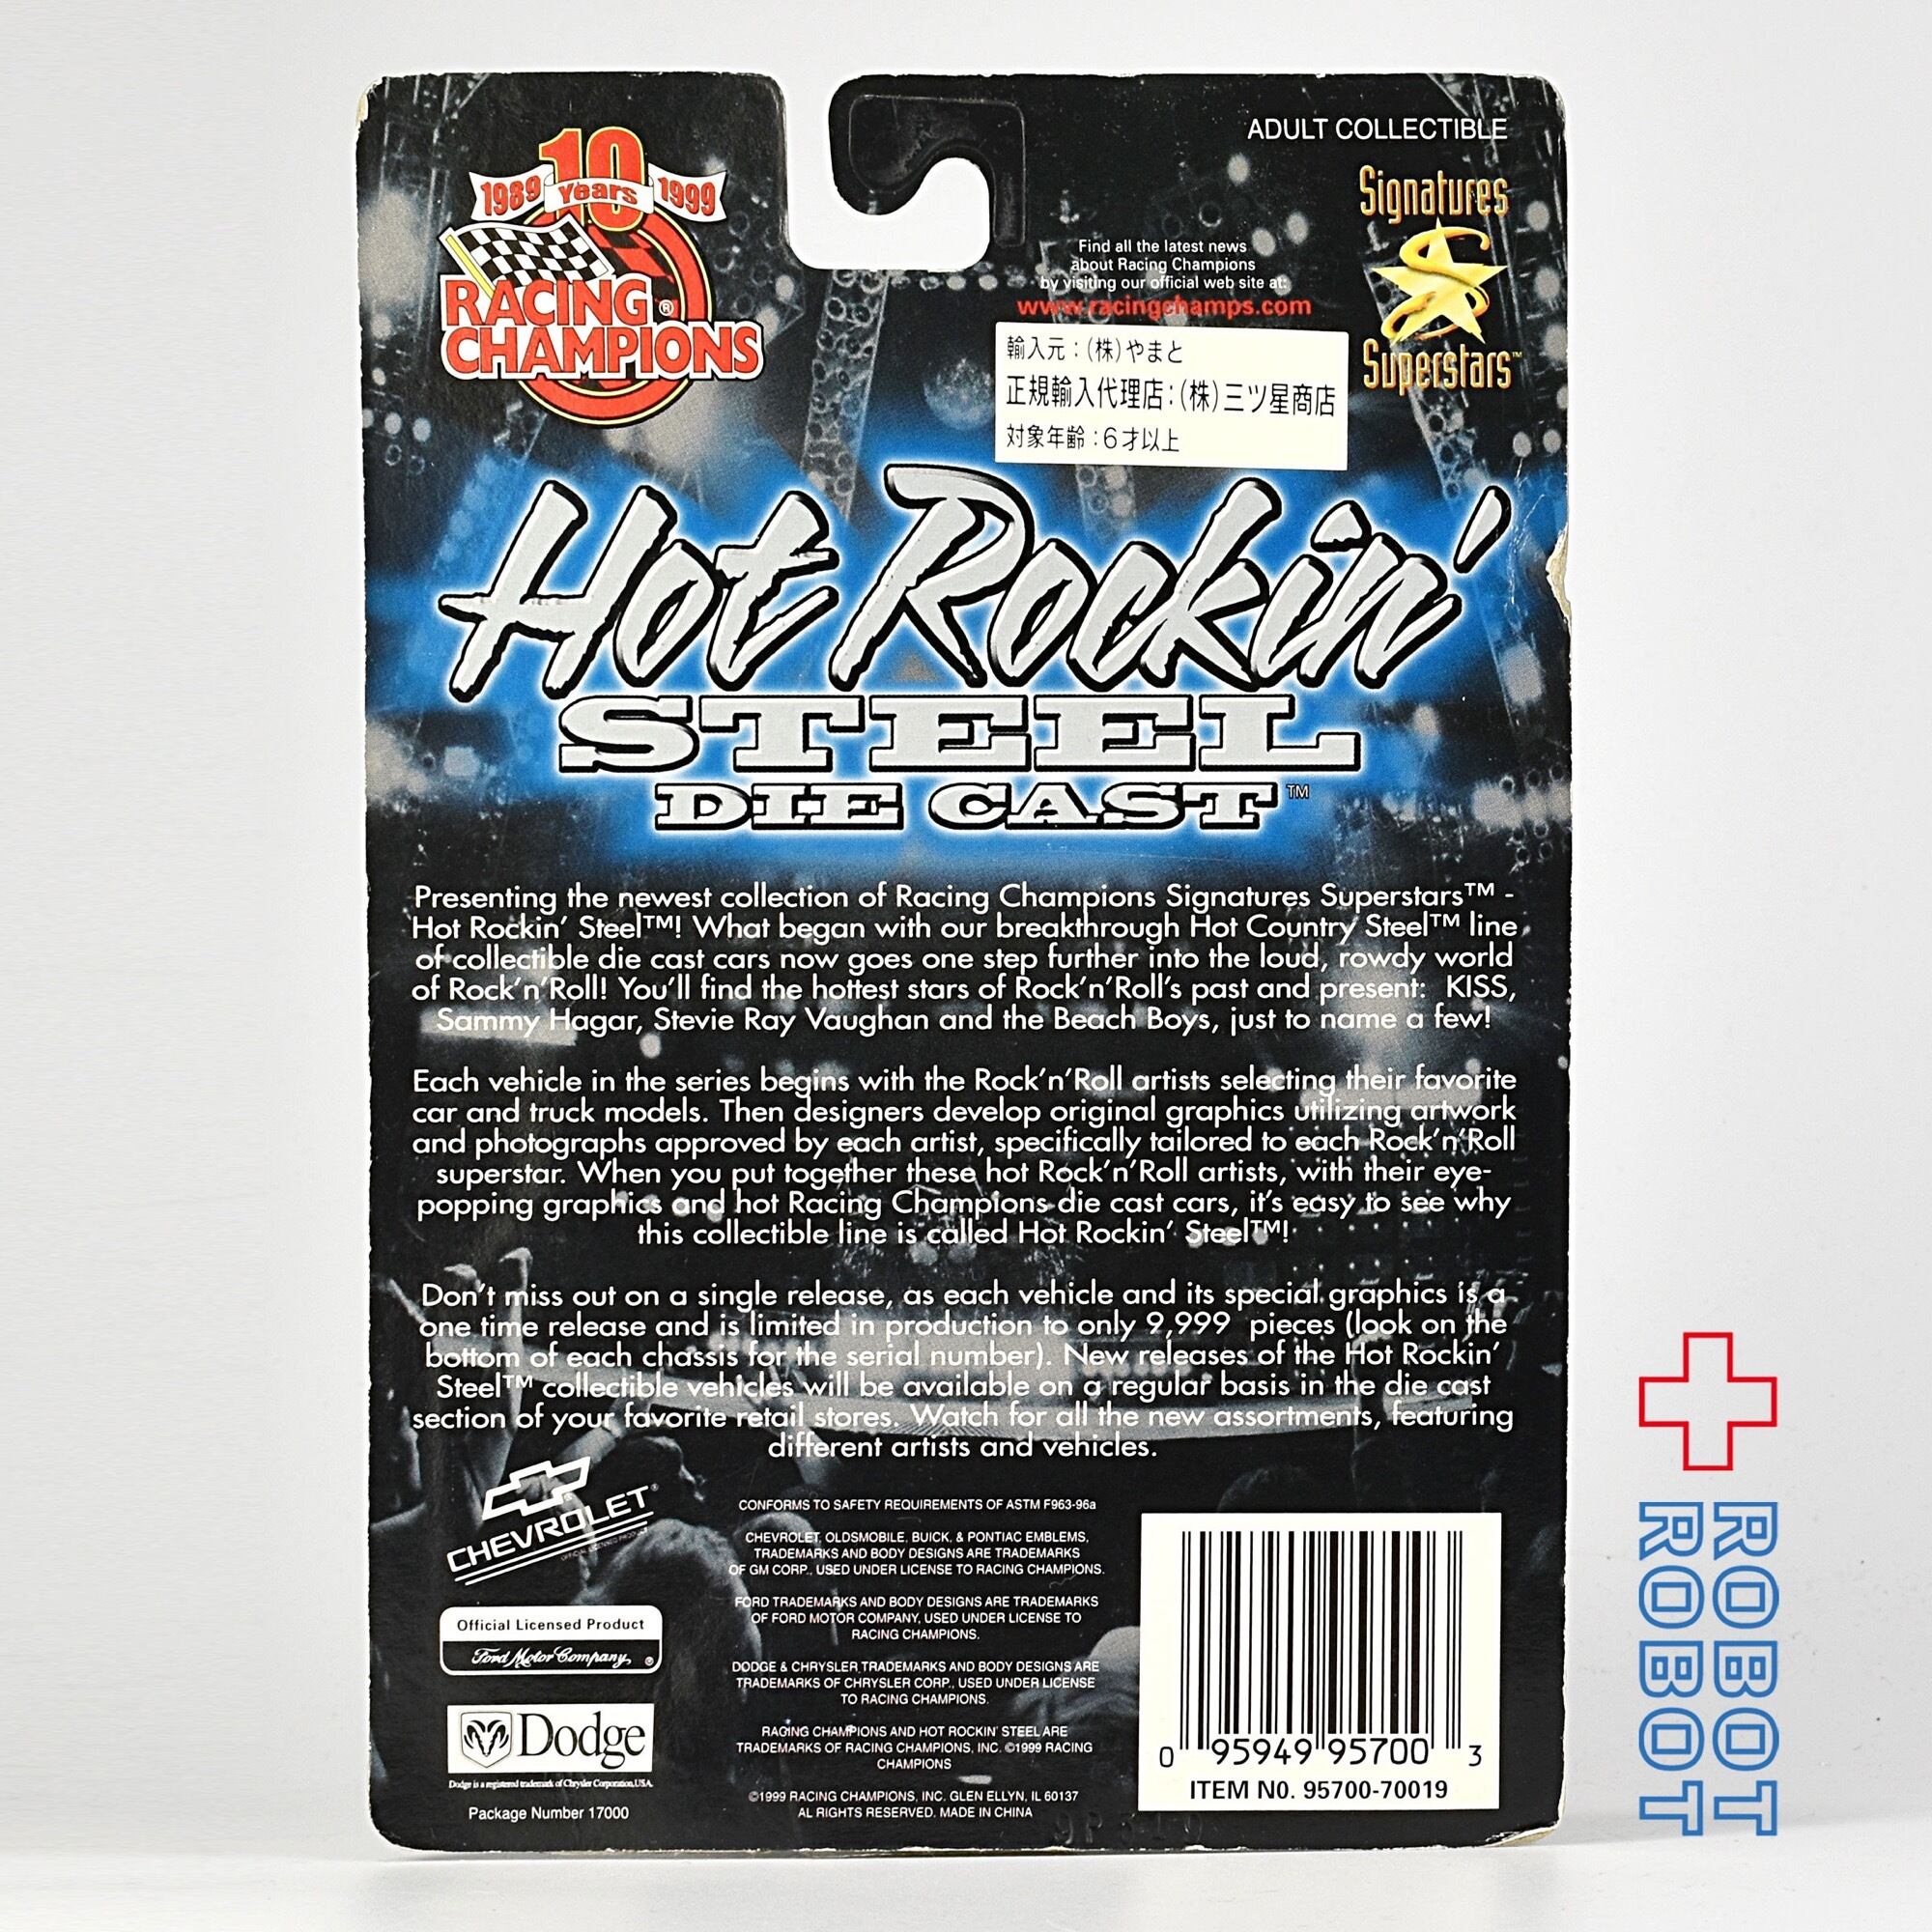 10
1989 Years 1999
RACING ®
CHAMPIONS
ADULT COLLECTIBLE
Signatures
S
Superstars™
Find all the latest news
about Racing Champions
by visiting our official web site at:
www.racingchamps.com
輸入元：(株)やまと
正規輸入代理店：(株)三ツ星商店
対象年齢：6才以上
Hot Rockin'
STEEL
DIE CAST™
Presenting the newest collection of Racing Champions Signatures Superstars™ -
Hot Rockin' Steel™! What began with our breakthrough Hot Country Steel™ line
of collectible die cast cars now goes one step further into the loud, rowdy world
of Rock'n'Roll! You'll find the hottest stars of Rock'n'Roll's past and present: KISS,
Sammy Hagar, Stevie Ray Vaughan and the Beach Boys, just to name a few!
Each vehicle in the series begins with the Rock'n'Roll artists selecting their favorite
car and truck models. Then designers develop original graphics utilizing artwork
and photographs approved by each artist, specifically tailored to each Rock'n'Roll
superstar. When you put together these hot Rock'n'Roll artists, with their eye-
popping graphics and hot Racing Champions die cast cars, it's easy to see why
this collectible line is called Hot Rockin' Steel™!
Don't miss out on a single release, as each vehicle and its special graphics is a
one time release and is limited in production to only 9,999 pieces (look on the
bottom of each chassis for the serial number). New releases of the Hot Rockin'
Steel™ collectible vehicles will be available on a regular basis in the die cast
section of your favorite retail stores. Watch for all the new assortments, featuring
different artists and vehicles.
CHEVROLET®
OFFICIAL LICENSED PRODUCT
Official Licensed Product
Ford Motor Company, ®
Dodge
Dodge is a registered trademark of Chrysler Corporation,USA.
Package Number 17000
CONFORMS TO SAFETY REQUIREMENTS OF ASTM F963-96a
CHEVROLET, OLDSMOBILE, BUICK, & PONTIAC EMBLEMS,
TRADEMARKS AND BODY DESIGNS ARE TRADEMARKS
OF GM CORP., USED UNDER LICENSE TO RACING CHAMPIONS.
FORD TRADEMARKS AND BODY DESIGNS ARE TRADEMARKS
OF FORD MOTOR COMPANY, USED UNDER LICENSE TO
RACING CHAMPIONS.
DODGE & CHRYSLER TRADEMARKS AND BODY DESIGNS ARE
TRADEMARKS OF CHRYSLER CORP., USED UNDER LICENSE
TO RACING CHAMPIONS.
RACING CHAMPIONS AND HOT ROCKIN' STEEL ARE
TRADEMARKS OF RACING CHAMPIONS, INC. ©1999 RACING
CHAMPIONS
©1999 RACING CHAMPIONS, INC. GLEN ELLYN, IL 60137
AL RIGHTS RESERVED. MADE IN CHINA
0 95949 95700 3
ITEM NO. 95700-70019
ROBOT
ROBOT